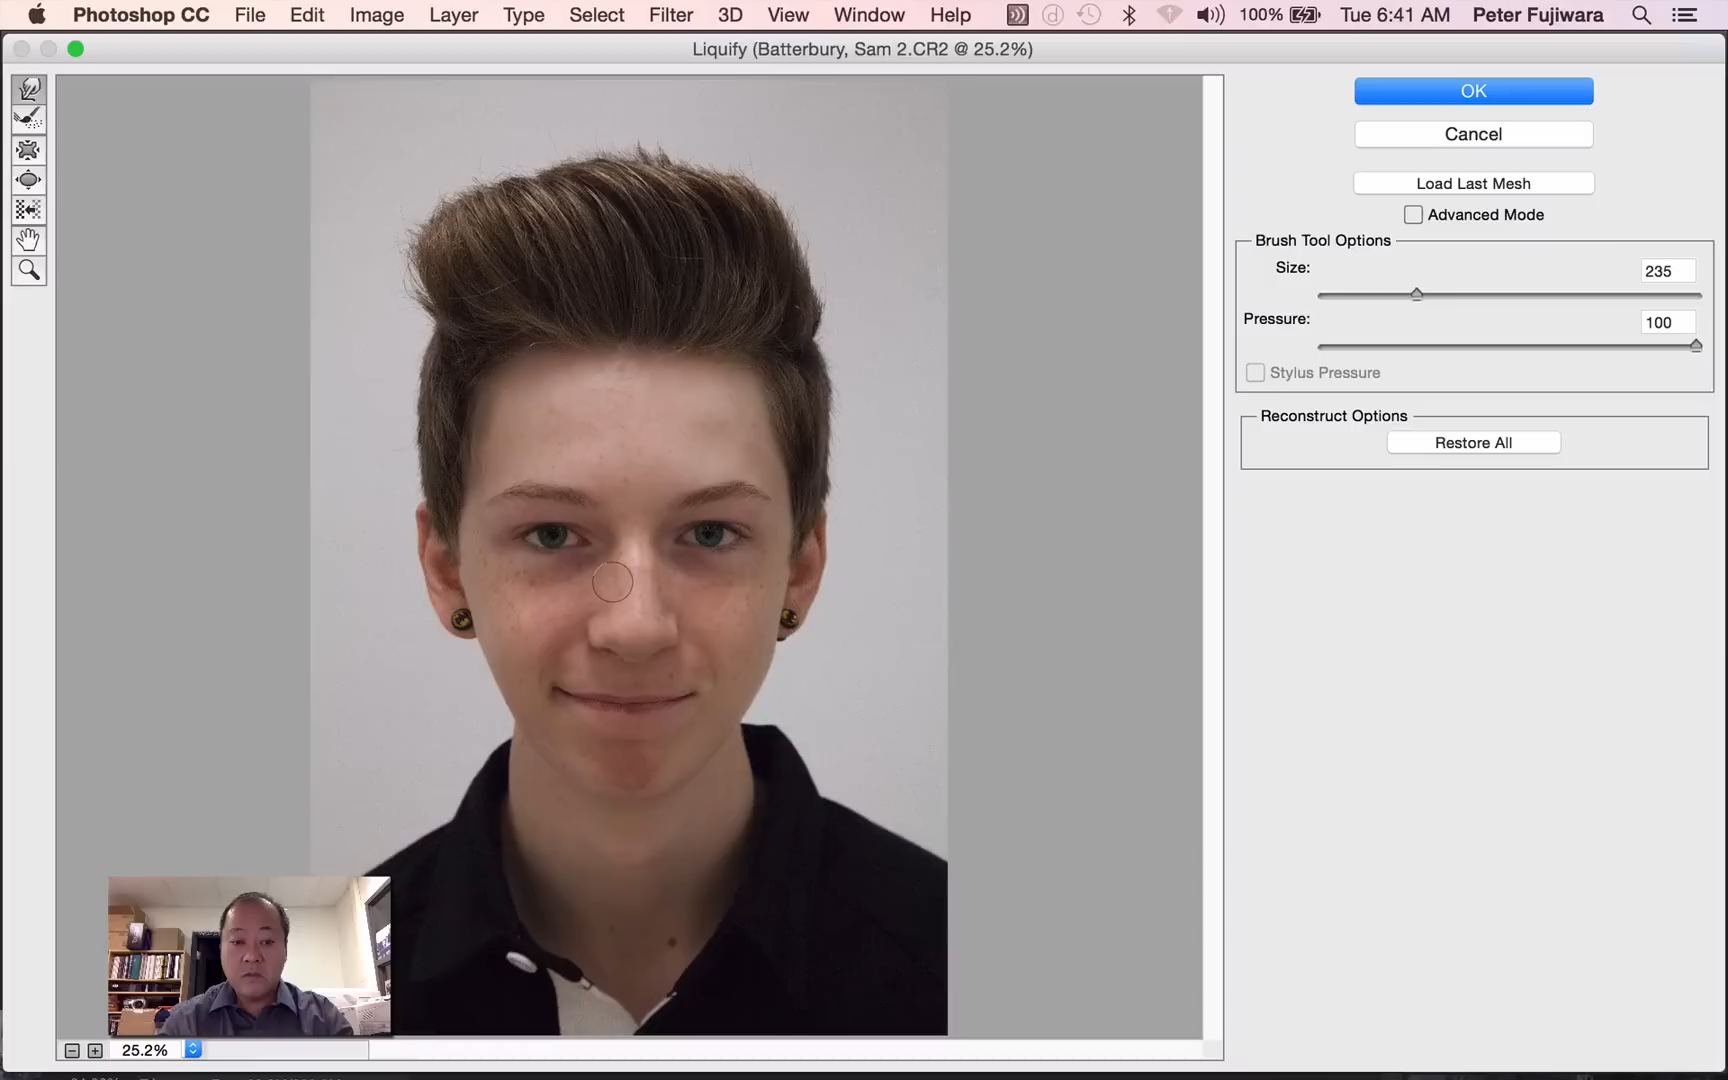 Photoshop CC File Edit Image Layer Type Select Filter 3D View Window Help 100% Tue 6:41 AM Peter Fujiwara
Liquify (Batterbury, Sam 2.CR2 @ 25.2%)
OK
Cancel
Load Last Mesh
Advanced Mode
Brush Tool Options
Size: 235
Pressure: 100
Stylus Pressure
Reconstruct Options
Restore All
25.2%